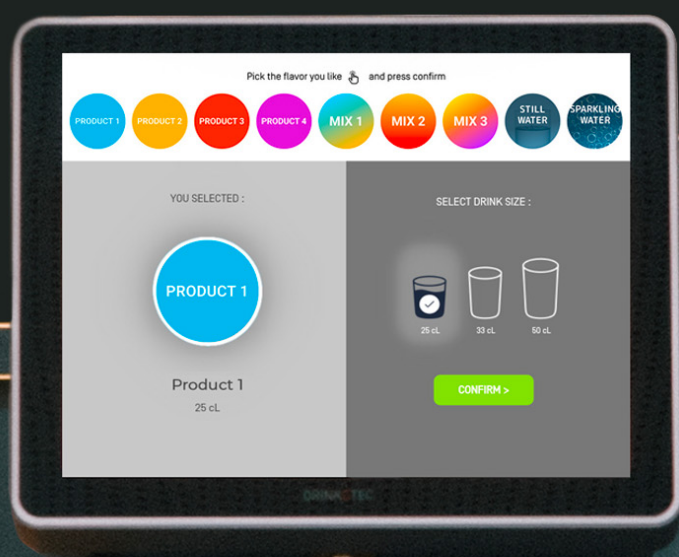 Pick the flavor you like and press confirm
PRODUCT 1
PRODUCT 2
PRODUCT 3
PRODUCT 4
MIX 1
MIX 2
MIX 3
STILL
WATER
SPARKLING
WATER
YOU SELECTED :
PRODUCT 1
Product 1
25 cL
SELECT DRINK SIZE :
25 cL
33 cL
50 cL
CONFIRM >